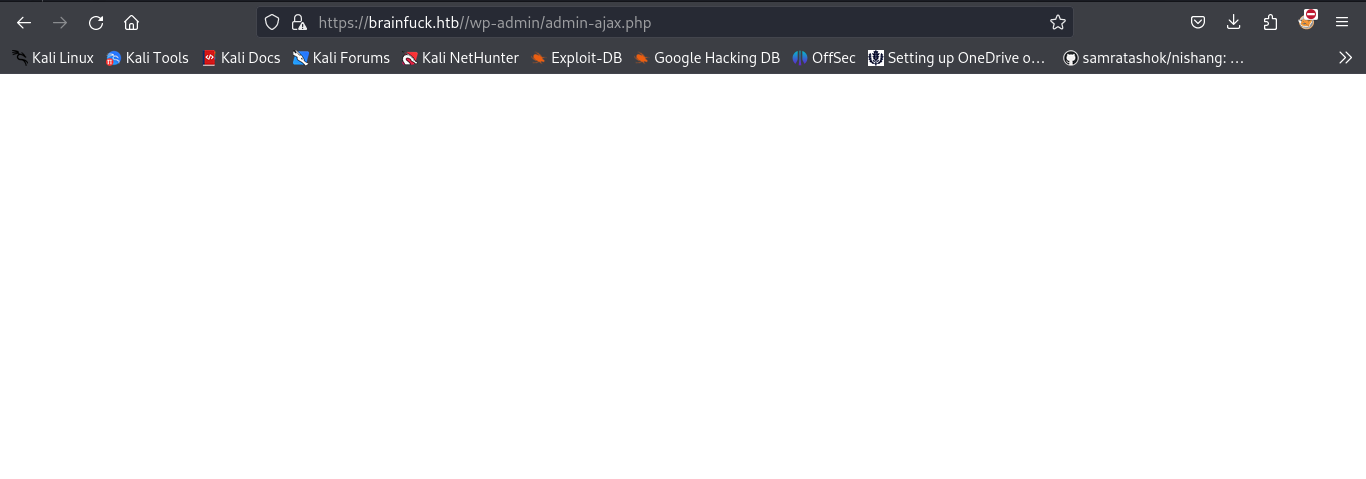 https://brainfuck.htb//wp-admin/admin-ajax.php
Kali Linux Kali Tools Kali Docs Kali Forums Kali NetHunter Exploit-DB Google Hacking DB OffSec Setting up OneDrive o… samratashok/nishang: …